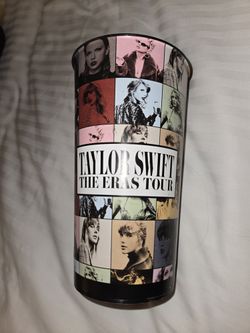 TAYLOR SWIFT
THE ERAS TOUR